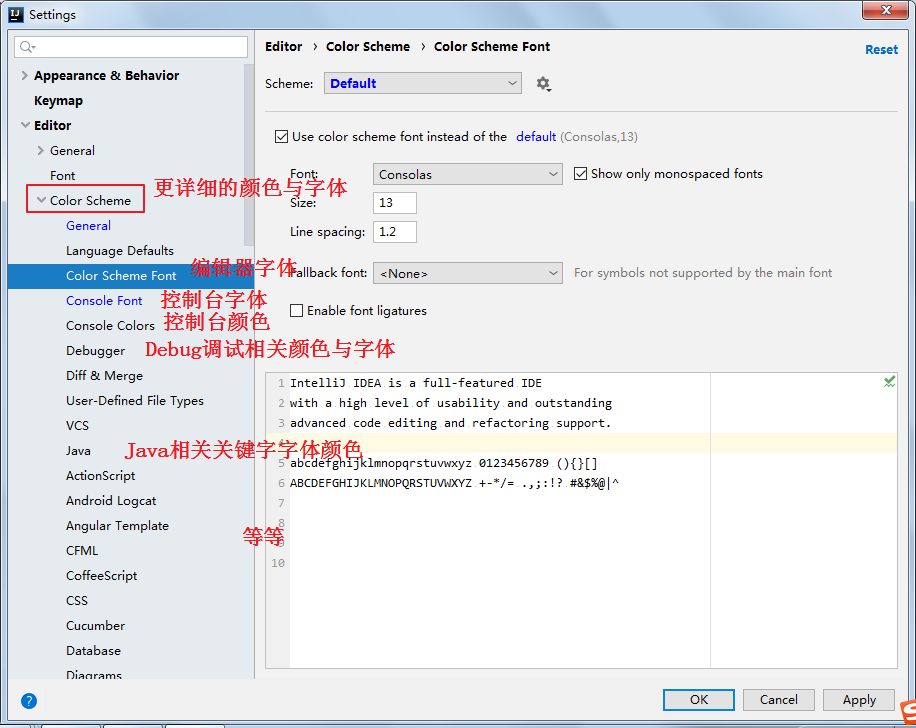 Settings
Editor › Color Scheme › Color Scheme Font
Reset
Appearance & Behavior
Scheme: Default
Keymap
Editor
Use color scheme font instead of the default (Consolas,13)
General
Font
Font: Consolas
Show only monospaced fonts
Color Scheme
更详细的颜色与字体
Size: 13
General
Line spacing: 1.2
Language Defaults
Color Scheme Font
编辑器字体
Fallback font: <None>
For symbols not supported by the main font
Console Font
控制台字体
Enable font ligatures
Console Colors
控制台颜色
Debugger
Debug调试相关颜色与字体
Diff & Merge
User-Defined File Types
VCS
Java
Java相关关键字字体颜色
ActionScript
Android Logcat
Angular Template
CFML
CoffeeScript
CSS
Cucumber
Database
Diagrams
等等
1 IntelliJ IDEA is a full-featured IDE
2 with a high level of usability and outstanding
3 advanced code editing and refactoring support.
5 abcdefghijklmnopqrstuvwxyz 0123456789 (){}[]
6 ABCDEFGHIJKLMNOPQRSTUVWXYZ +-*/= .,;:!? #&$%@|^
7
8
10
?
OK
Cancel
Apply